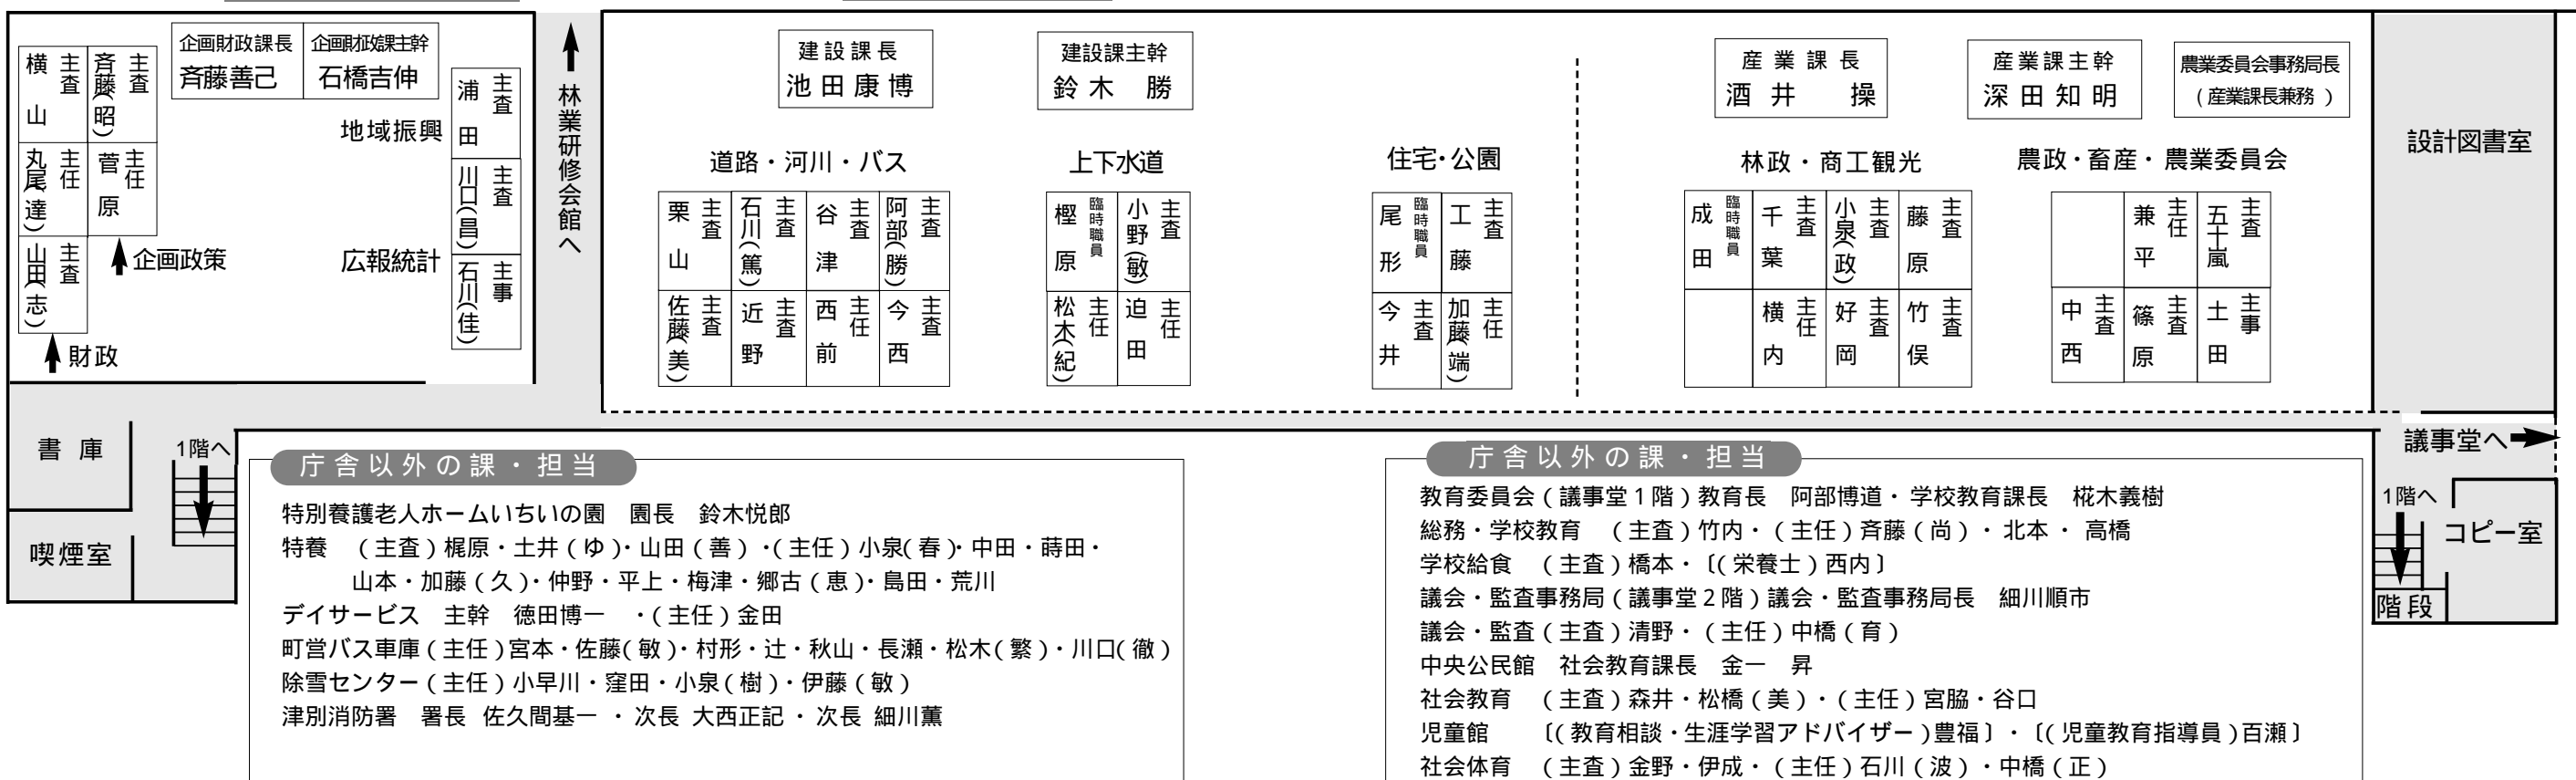 企画財政課長
斉藤善己
企画財政課主幹
石橋吉伸
主査 横山
主査 斉藤(昭)
主任 丸尾(達)
主任 菅原
主査 山田(志)
企画政策
財政
地域振興
広報統計
主査 浦田
主査 川口(昌)
主事 石川(佳)
林業研修会館へ
建設課長
池田康博
建設課主幹
鈴木 勝
道路・河川・バス
主査 栗山
主査 石川(篤)
主査 谷津
主査 阿部(勝)
主査 佐藤(美)
主査 近野
主任 西前
主査 今西
上下水道
臨時職員 樫原
主査 小野(敏)
主任 松木(紀)
主任 迫田
住宅・公園
臨時職員 尾形
主査 工藤
主査 今井
主任 加藤(端)
産業課長
酒井 操
産業課主幹
深田知明
農業委員会事務局長
(産業課長兼務)
林政・商工観光
臨時職員 成田
主査 千葉
主査 小泉(政)
主査 藤原
主任 横内
主査 好岡
主査 竹俣
農政・畜産・農業委員会
主任 兼平
主査 五十嵐
主査 中西
主査 篠原
主事 土田
設計図書室
書庫
1階へ
喫煙室
庁舎以外の課・担当
特別養護老人ホームいちいの園 園長 鈴木悦郎
特養 (主査)梶原・土井(ゆ)・山田(善)・(主任)小泉(春)・中田・蒔田・
山本・加藤(久)・仲野・平上・梅津・郷古(恵)・島田・荒川
デイサービス 主幹 徳田博一 ・(主任)金田
町営バス車庫(主任)宮本・佐藤(敏)・村形・辻・秋山・長瀬・松木(繁)・川口(徹)
除雪センター(主任)小早川・窪田・小泉(樹)・伊藤(敏)
津別消防署 署長 佐久間基一 ・ 次長 大西正記 ・ 次長 細川薫
庁舎以外の課・担当
教育委員会(議事堂1階)教育長 阿部博道・学校教育課長 椛木義樹
総務・学校教育 (主査)竹内・(主任)斉藤(尚)・北本・高橋
学校給食 (主査)橋本・〔(栄養士)西内〕
議会・監査事務局(議事堂2階)議会・監査事務局長 細川順市
議会・監査(主査)清野・(主任)中橋(育)
中央公民館 社会教育課長 金一 昇
社会教育 (主査)森井・松橋(美)・(主任)宮脇・谷口
児童館 〔(教育相談・生涯学習アドバイザー)豊福〕・〔(児童教育指導員)百瀬〕
社会体育 (主査)金野・伊成・(主任)石川(波)・中橋(正)
議事堂へ
1階へ
コピー室
階段